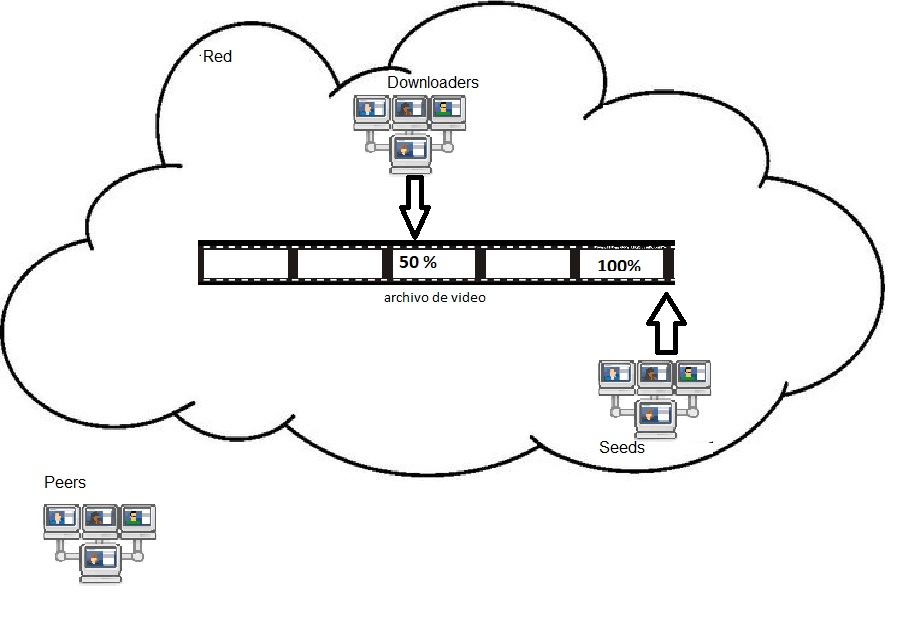 Red
Downloaders
50 %
100%
archivo de video
Seeds
Peers